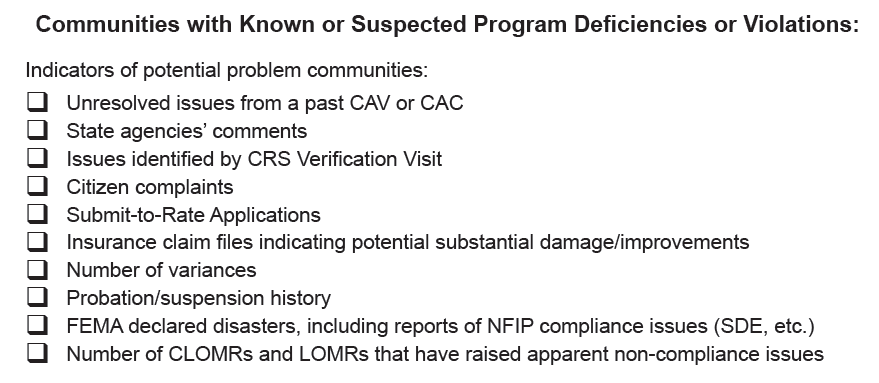 Communities with Known or Suspected Program Deficiencies or Violations:
Indicators of potential problem communities:
❑ Unresolved issues from a past CAV or CAC
❑ State agencies’ comments
❑ Issues identified by CRS Verification Visit
❑ Citizen complaints
❑ Submit-to-Rate Applications
❑ Insurance claim files indicating potential substantial damage/improvements
❑ Number of variances
❑ Probation/suspension history
❑ FEMA declared disasters, including reports of NFIP compliance issues (SDE, etc.)
❑ Number of CLOMRs and LOMRs that have raised apparent non-compliance issues